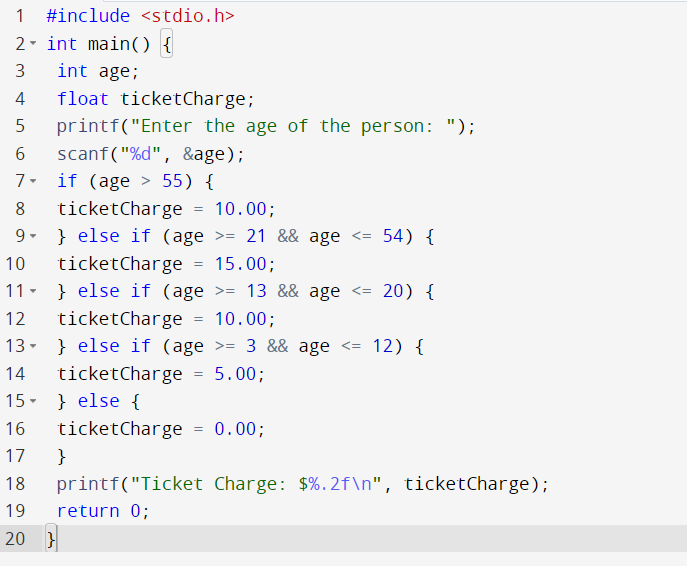 1 #include <stdio.h>
2 int main() {
3 int age;
4 float ticketCharge;
5 printf("Enter the age of the person: ");
6 scanf("%d", &age);
7 if (age > 55) {
8 ticketCharge = 10.00;
9 } else if (age >= 21 && age <= 54) {
10 ticketCharge = 15.00;
11 } else if (age >= 13 && age <= 20) {
12 ticketCharge = 10.00;
13 } else if (age >= 3 && age <= 12) {
14 ticketCharge = 5.00;
15 } else {
16 ticketCharge = 0.00;
17 }
18 printf("Ticket Charge: $%.2f\n", ticketCharge);
19 return 0;
20 }